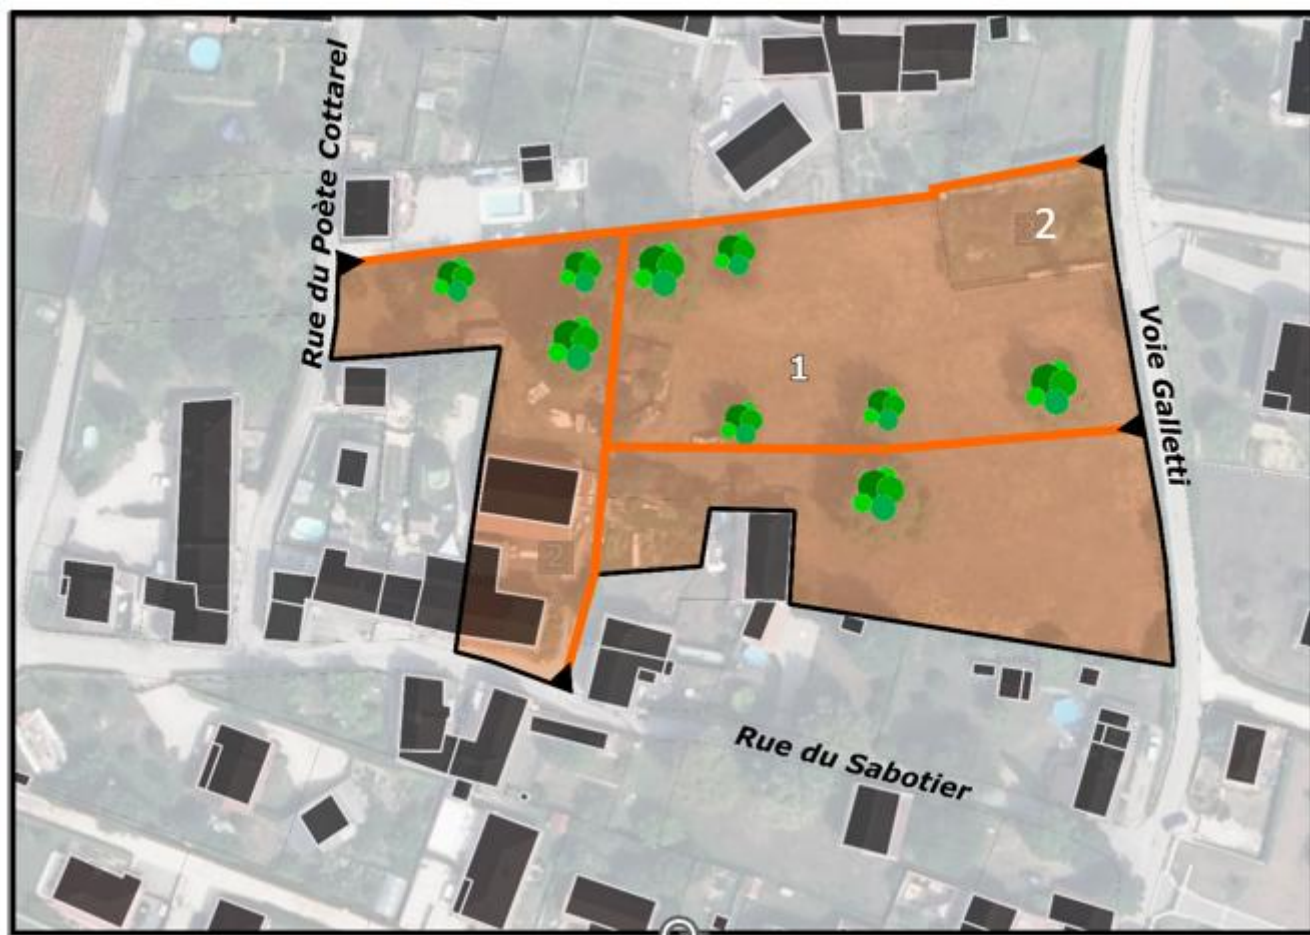 Rue du Poète Cottarel
2
Voie Galletti
1
2
Rue du Sabotier